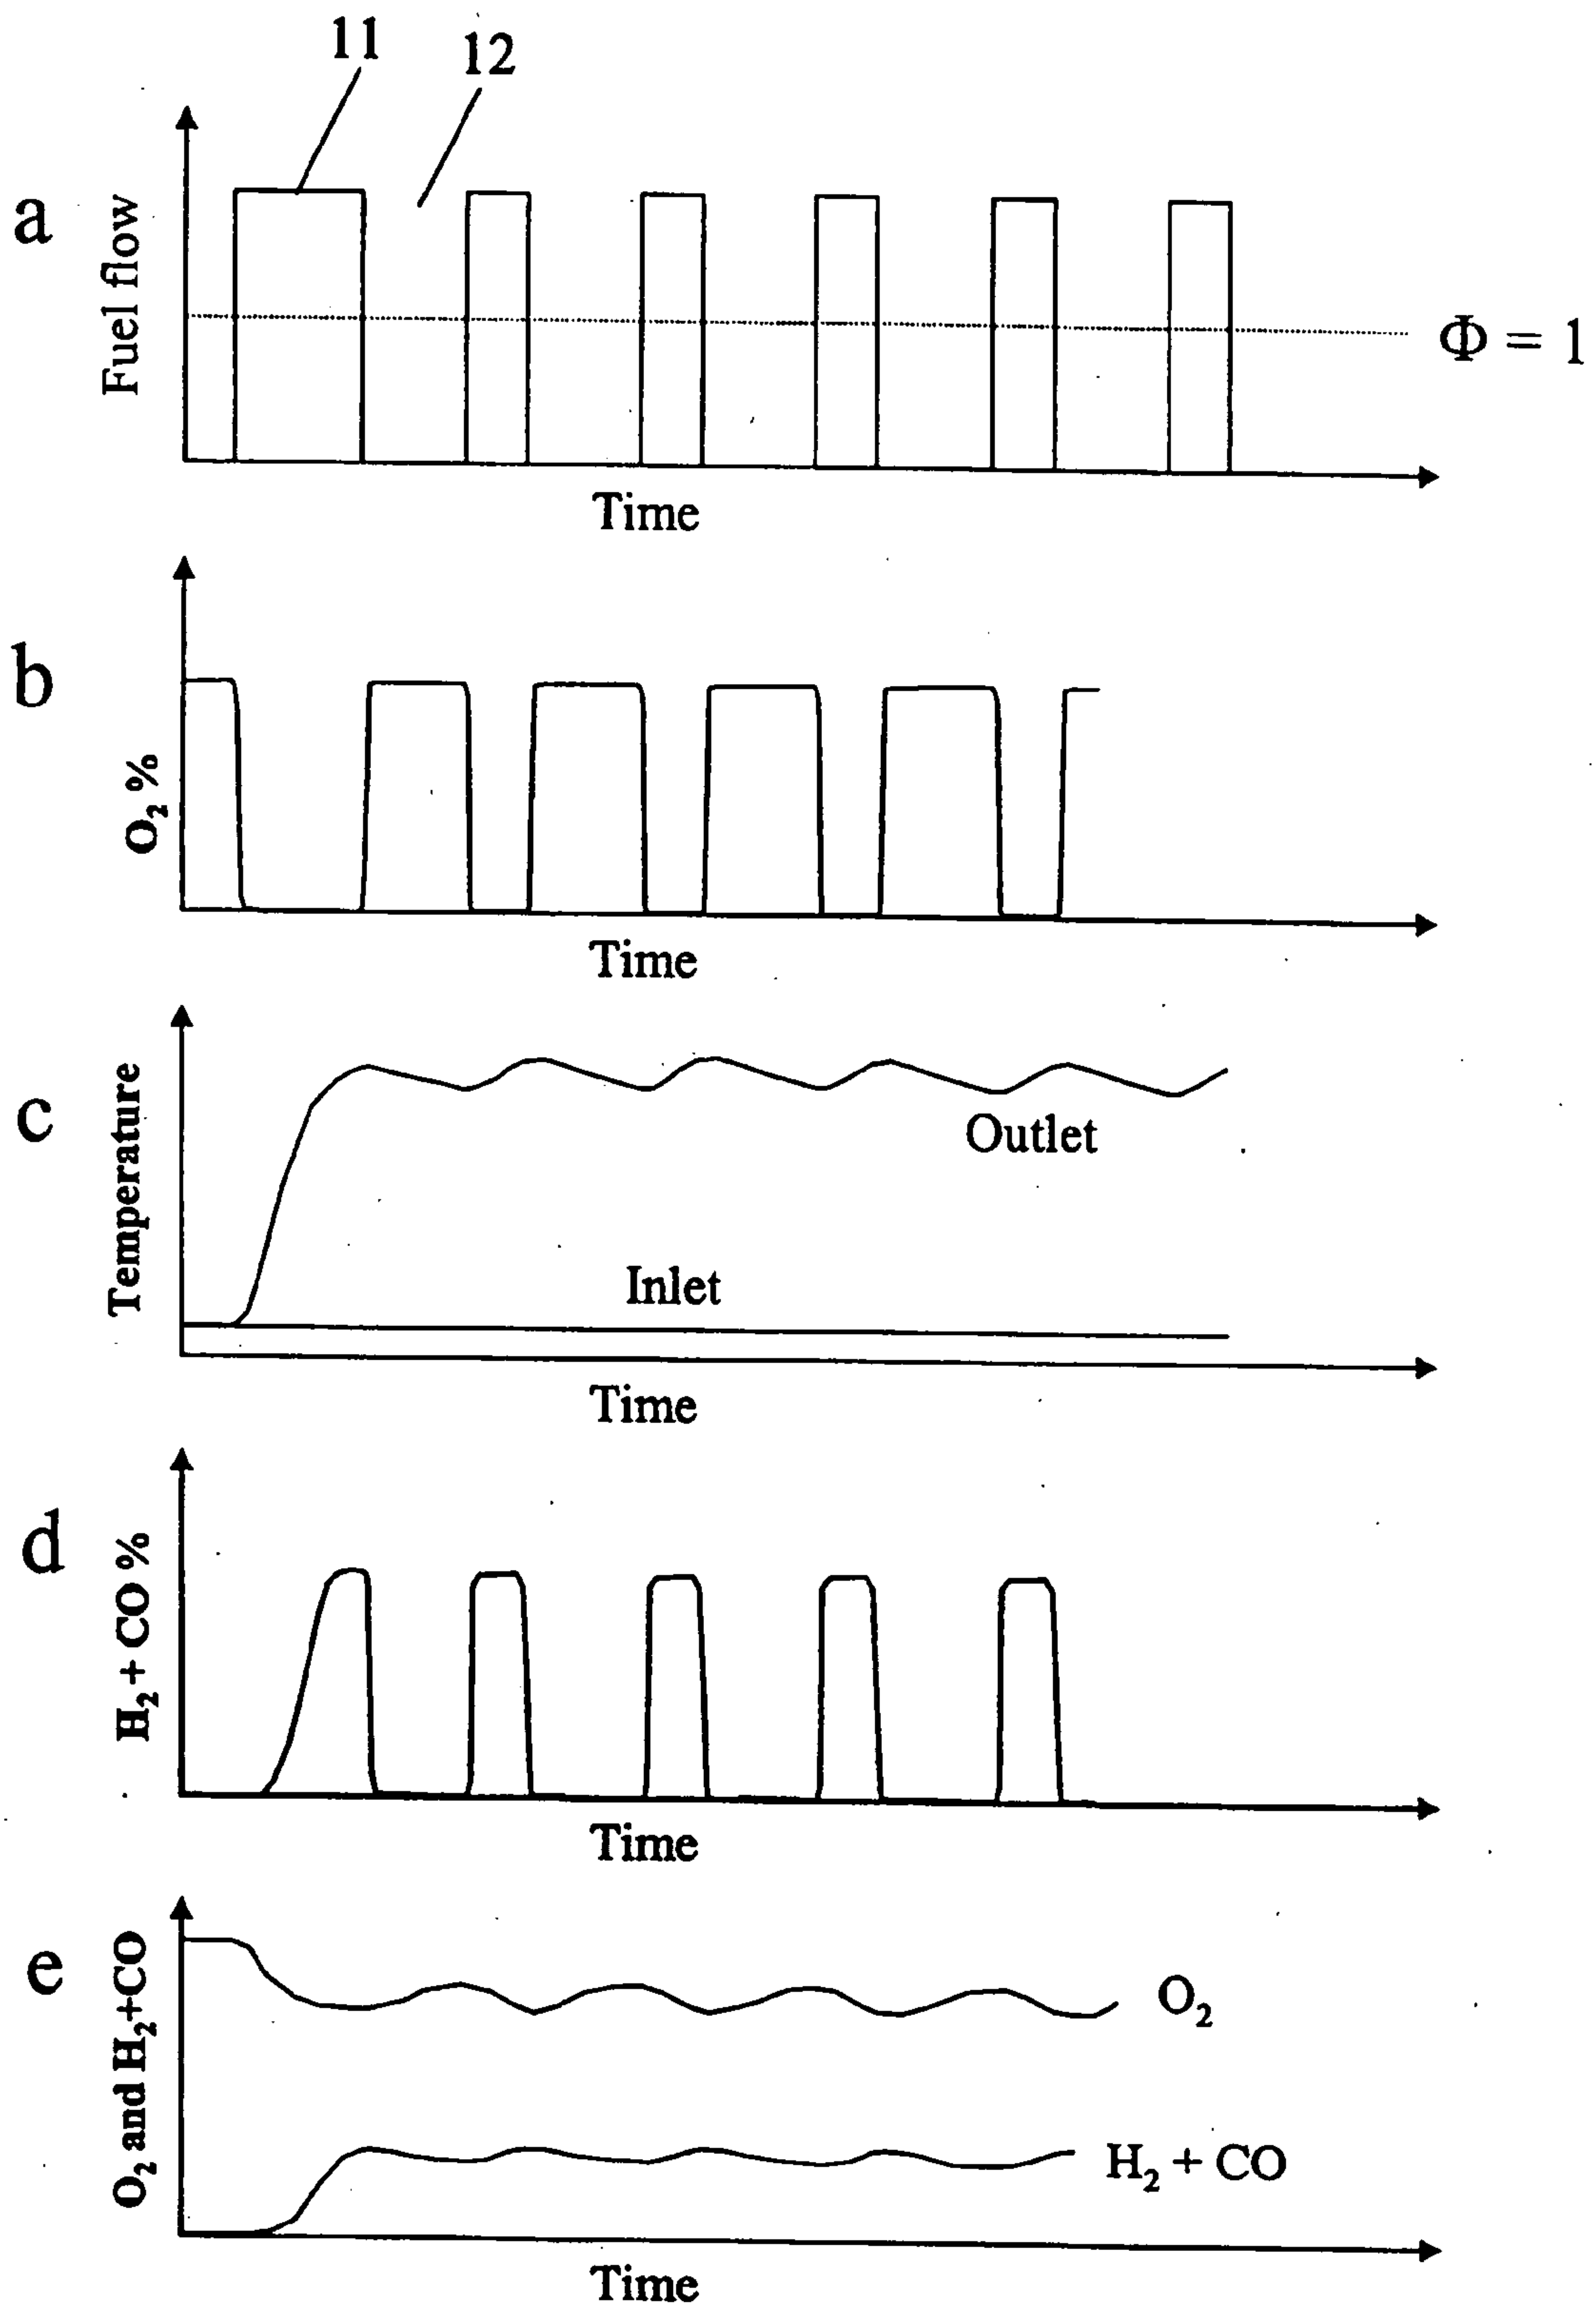 11
12
a
Fuel flow
Φ = 1
Time
b
O₂ %
Time
c
Temperature
Outlet
Inlet
Time
d
H₂ + CO %
Time
e
O₂ and H₂+CO
O₂
H₂ + CO
Time